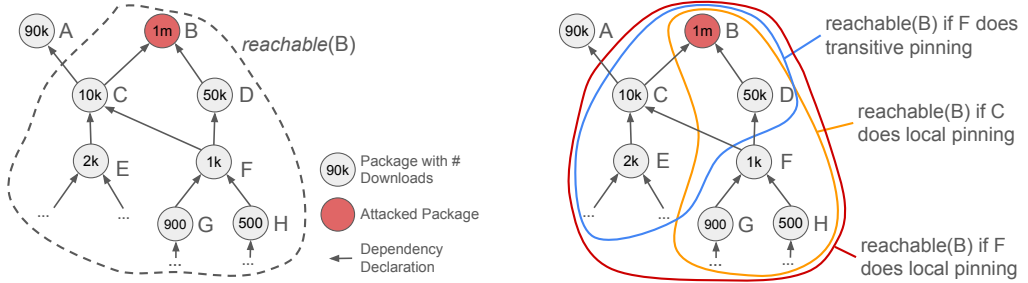 90k A
1m B
reachable(B)
10k C
50k D
2k E
1k F
... ...
900 G
500 H
... ...
90k Package with #
Downloads
Attacked Package
Dependency
Declaration
90k A
1m B
10k C
50k D
2k E
1k F
... ...
900 G
500 H
... ...
reachable(B) if F does
transitive pinning
reachable(B) if C
does local pinning
reachable(B) if F
does local pinning